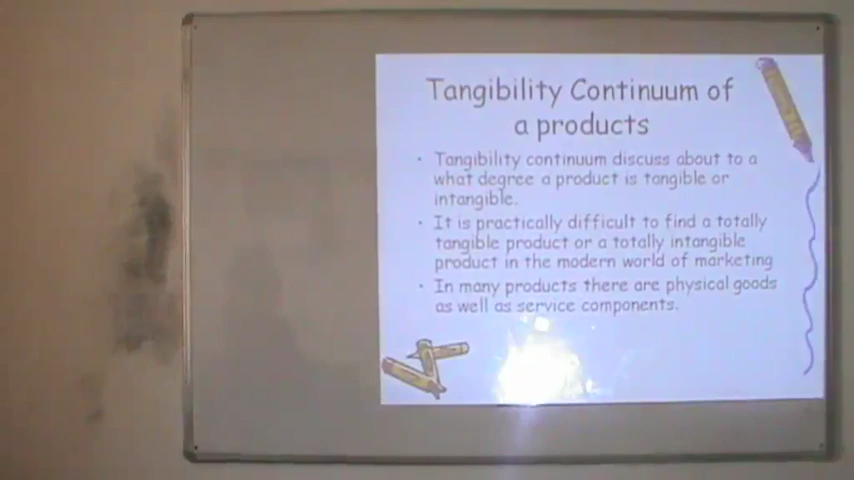 Tangibility Continuum of
a products
• Tangibility continuum discuss about to a
what degree a product is tangible or
intangible.
• It is practically difficult to find a totally
tangible product or a totally intangible
product in the modern world of marketing
• In many products there are physical goods
as well as service components.